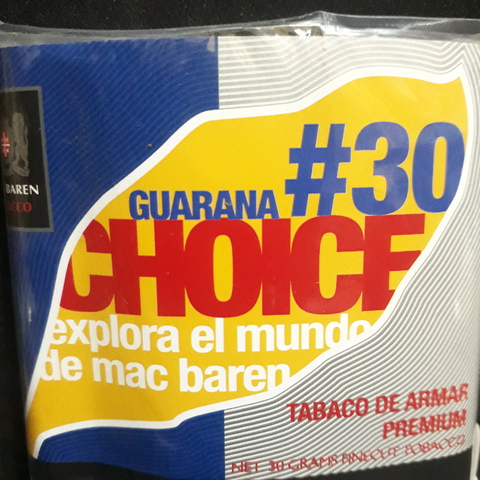 BAREN
#30
GUARANA
CHOICE
explora el mundo
de mac baren
TABACO DE ARMAR
PREMIUM
NET 30 GRAMS FINECUT TOBACCO